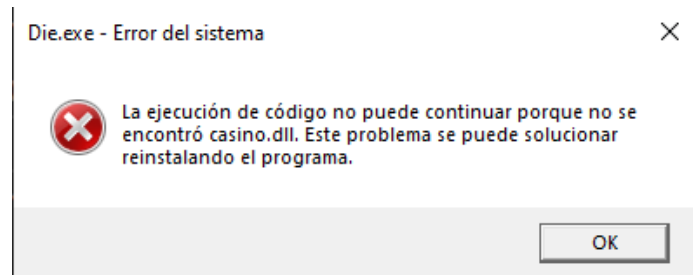 Die.exe - Error del sistema
La ejecución de código no puede continuar porque no se
encontró casino.dll. Este problema se puede solucionar
reinstalando el programa.
OK